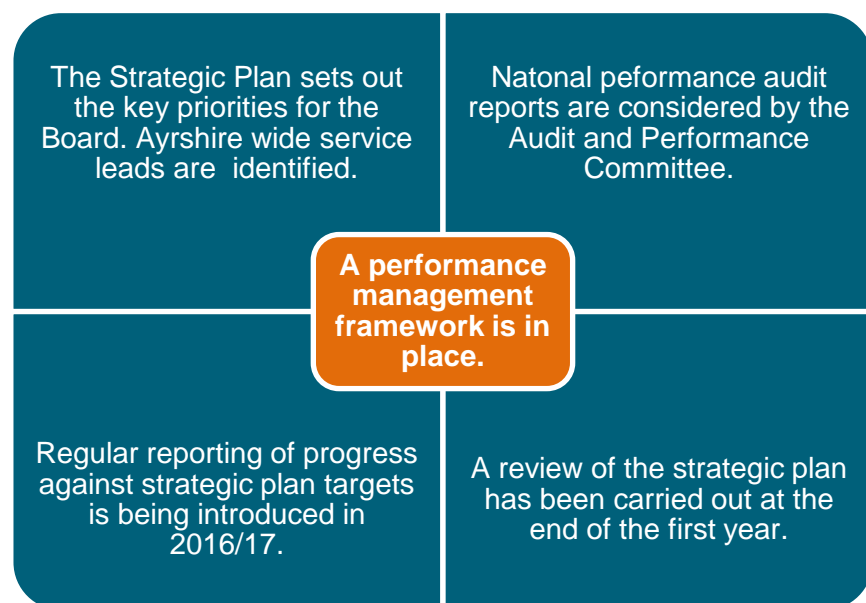 The Strategic Plan sets out
the key priorities for the
Board. Ayrshire wide service
leads are identified.
Natonal peformance audit
reports are considered by the
Audit and Performance
Committee.
A performance
management
framework is in
place.
Regular reporting of progress
against strategic plan targets
is being introduced in
2016/17.
A review of the strategic plan
has been carried out at the
end of the first year.